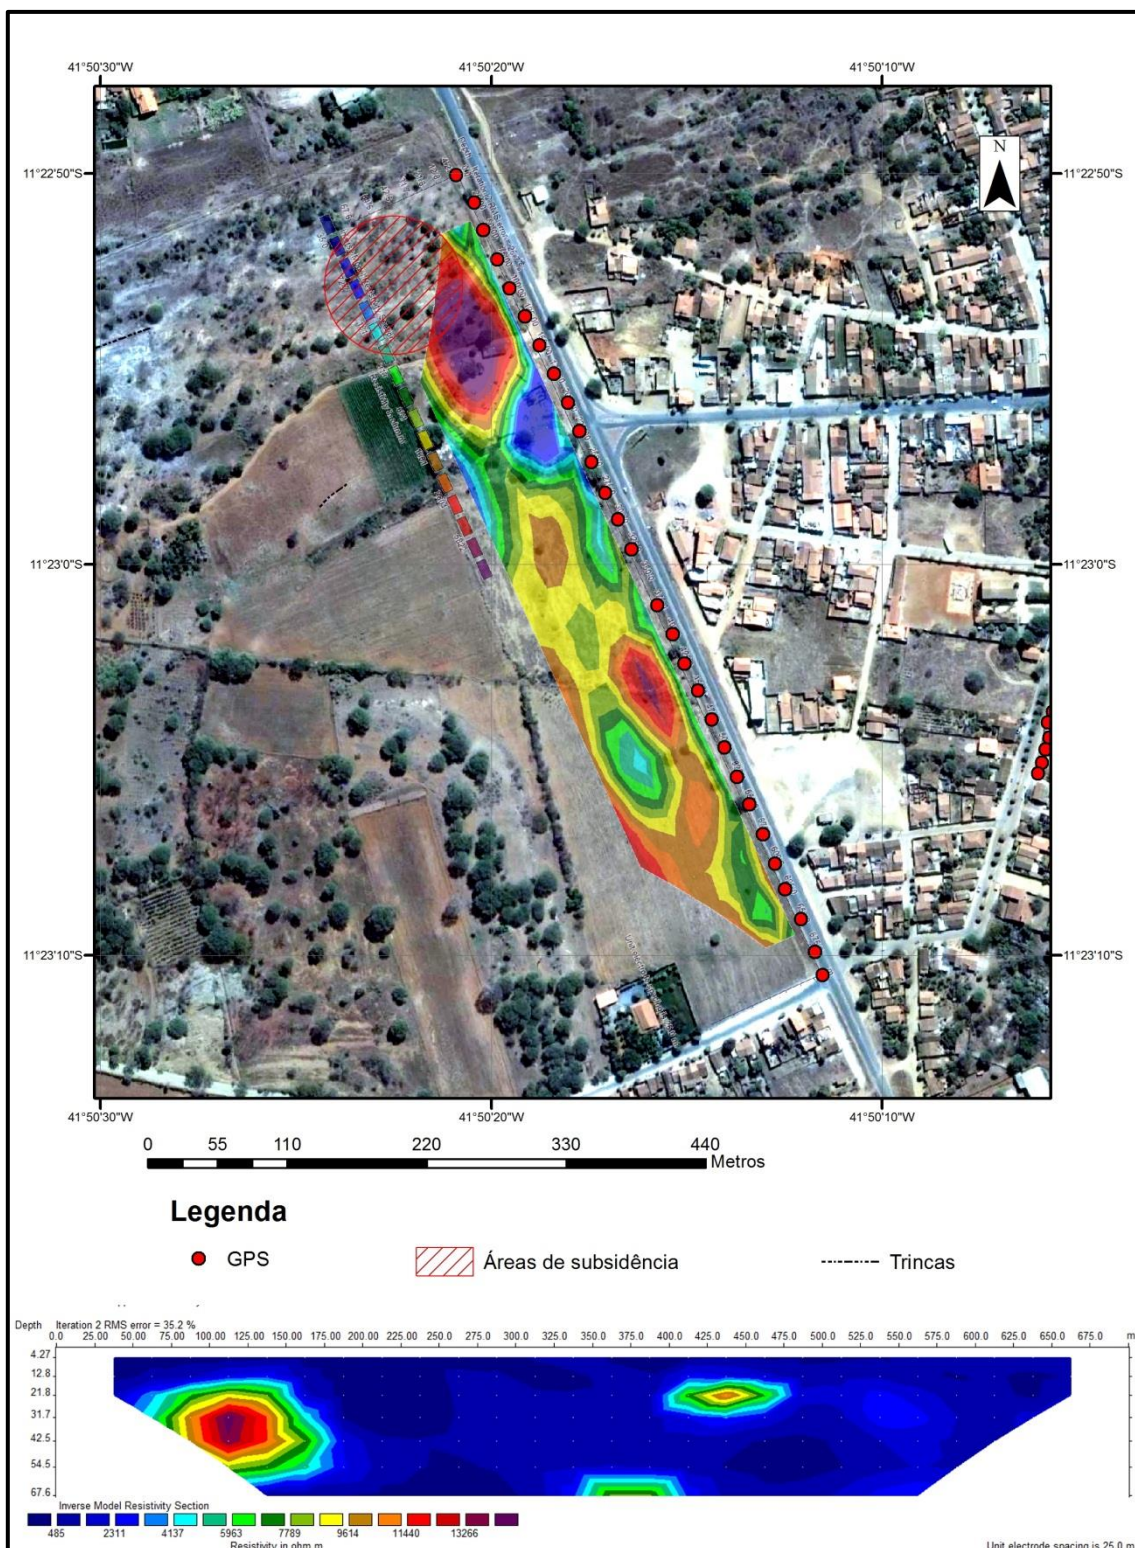 41°50'30"W 41°50'20"W 41°50'10"W
N
11°22'50"S 11°22'50"S
11°23'0"S 11°23'0"S
11°23'10"S 11°23'10"S
41°50'30"W 41°50'20"W 41°50'10"W
0 55 110 220 330 440
Metros
Legenda
GPS Áreas de subsidência Trincas
Depth Iteration 2 RMS error = 35.2 %
0.0 25.00 50.00 75.00 100.00 125.00 150.00 175.00 200.00 225.00 250.0 275.0 300.0 325.0 350.0 375.0 400.0 425.0 450.0 475.0 500.0 525.0 550.0 575.0 600.0 625.0 650.0 675.0 m
4.27
12.8
21.8
31.7
42.5
54.5
67.6
Inverse Model Resistivity Section
485 2311 4137 5963 7789 9614 11440 13266
Resistivity in ohm.m Unit electrode spacing is 25.0 m